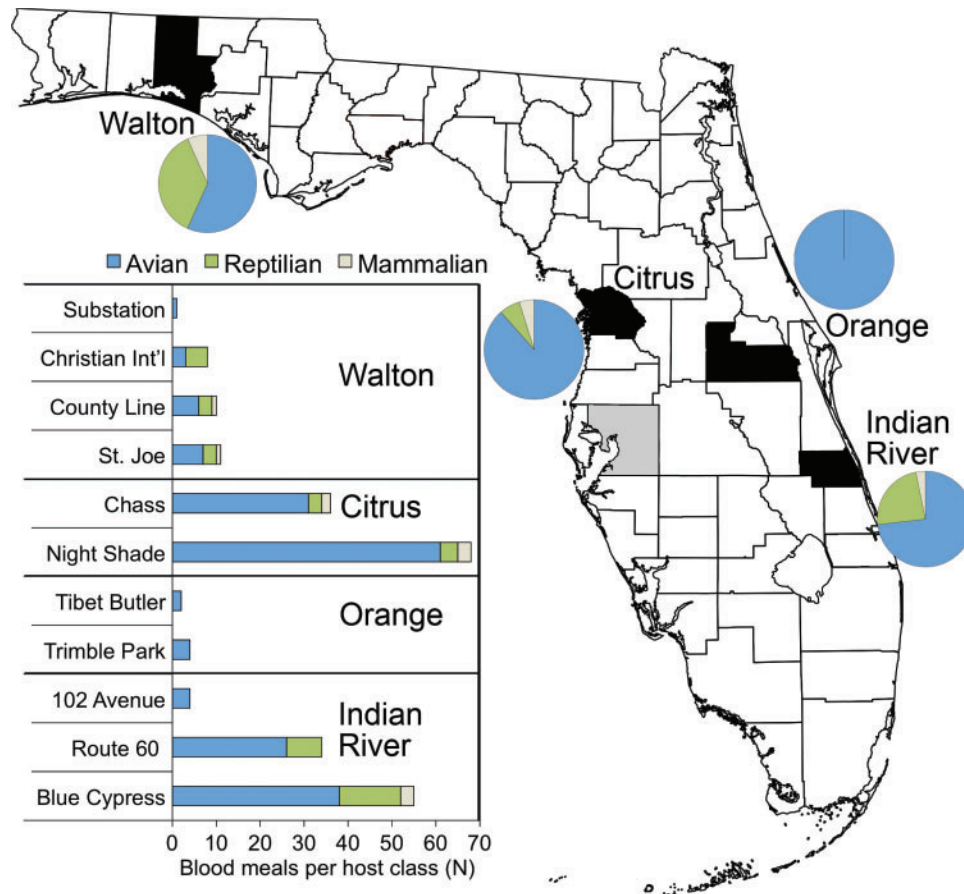 Walton
Orange
Citrus
Indian
River
Avian Reptilian Mammalian
Substation
Christian Int'l
County Line
St. Joe
Walton
Chass
Night Shade
Citrus
Tibet Butler
Trimble Park
Orange
102 Avenue
Route 60
Blue Cypress
Indian
River
0 10 20 30 40 50 60 70
Blood meals per host class (N)